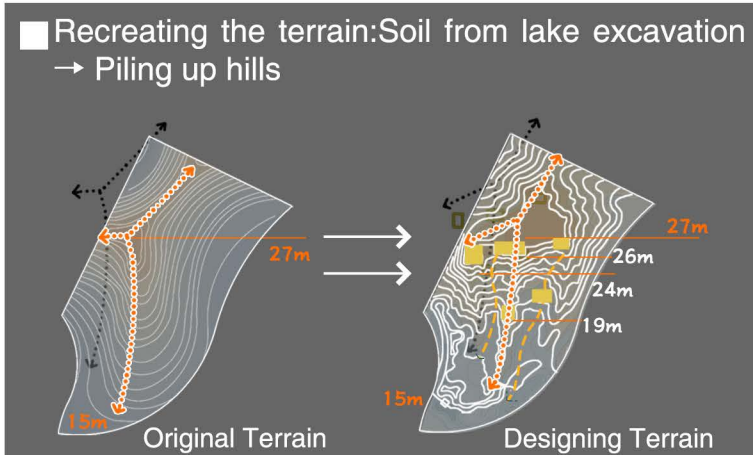 Recreating the terrain:Soil from lake excavation
→ Piling up hills
27m
15m
Original Terrain
27m
26m
24m
19m
15m
Designing Terrain